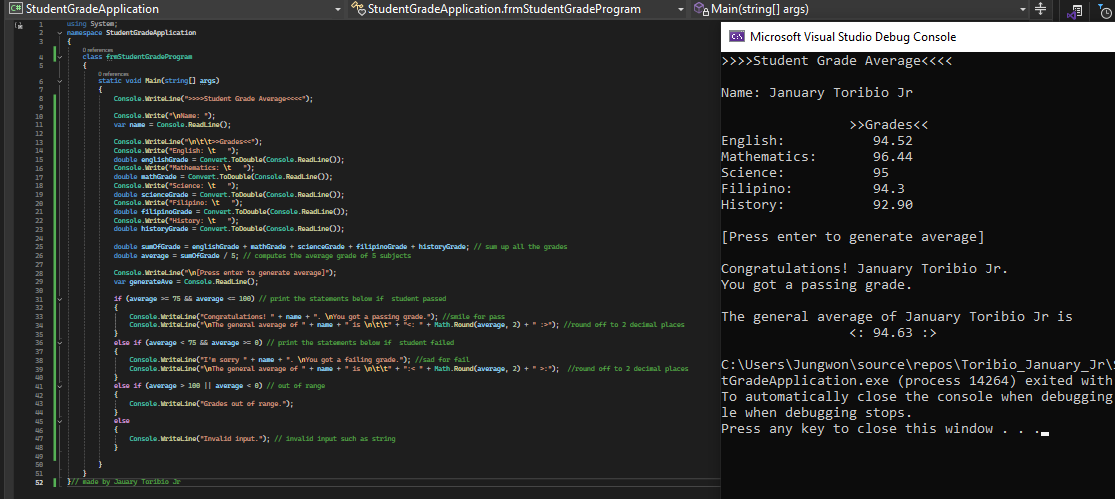 StudentGradeApplication
StudentGradeApplication.frmStudentGradeProgram
Main(string[] args)
1 using System;
2 namespace StudentGradeApplication
3 {
0 references
4 class frmStudentGradeProgram
5 {
0 references
6 static void Main(string[] args)
7 {
8 Console.WriteLine(">>>>Student Grade Average<<<<");
9
10 Console.Write("\nName: ");
11 var name = Console.ReadLine();
12
13 Console.WriteLine("\n\t\t>>Grades<<");
14 Console.Write("English: \t   ");
15 double englishGrade = Convert.ToDouble(Console.ReadLine());
16 Console.Write("Mathematics: \t   ");
17 double mathGrade = Convert.ToDouble(Console.ReadLine());
18 Console.Write("Science: \t   ");
19 double scienceGrade = Convert.ToDouble(Console.ReadLine());
20 Console.Write("Filipino: \t   ");
21 double filipinoGrade = Convert.ToDouble(Console.ReadLine());
22 Console.Write("History: \t   ");
23 double historyGrade = Convert.ToDouble(Console.ReadLine());
24
25 double sumOfGrade = englishGrade + mathGrade + scienceGrade + filipinoGrade + historyGrade; // sum up all the grades
26 double average = sumOfGrade / 5; // computes the average grade of 5 subjects
27
28 Console.WriteLine("\n[Press enter to generate average]");
29 var generateAve = Console.ReadLine();
30
31 if (average >= 75 && average <= 100) // print the statements below if  student passed
32 {
33 Console.WriteLine("Congratulations! " + name + ". \nYou got a passing grade."); //smile for pass
34 Console.WriteLine("\nThe general average of " + name + " is \n\t\t" + "<: " + Math.Round(average, 2) + " :>"); //round off to 2 decimal places
35 }
36 else if (average < 75 && average >= 0) // print the statements below if  student failed
37 {
38 Console.WriteLine("I'm sorry " + name + ". \nYou got a failing grade."); //sad for fail
39 Console.WriteLine("\nThe general average of " + name + " is \n\t\t" + ":< " + Math.Round(average, 2) + " >:");  //round off to 2 decimal places
40 }
41 else if (average > 100 || average < 0) // out of range
42 {
43 Console.WriteLine("Grades out of range.");
44 }
45 else
46 {
47 Console.WriteLine("Invalid input."); // invalid input such as string
48 }
49
50 }
51 }
52 }// made by Jauary Toribio Jr
Microsoft Visual Studio Debug Console
>>>>Student Grade Average<<<<
Name: January Toribio Jr
>>Grades<<
English: 94.52
Mathematics: 96.44
Science: 95
Filipino: 94.3
History: 92.90
[Press enter to generate average]
Congratulations! January Toribio Jr.
You got a passing grade.
The general average of January Toribio Jr is
<: 94.63 :>
C:\Users\Jungwon\source\repos\Toribio_January_Jr\S
tGradeApplication.exe (process 14264) exited with
To automatically close the console when debugging
le when debugging stops.
Press any key to close this window . . .